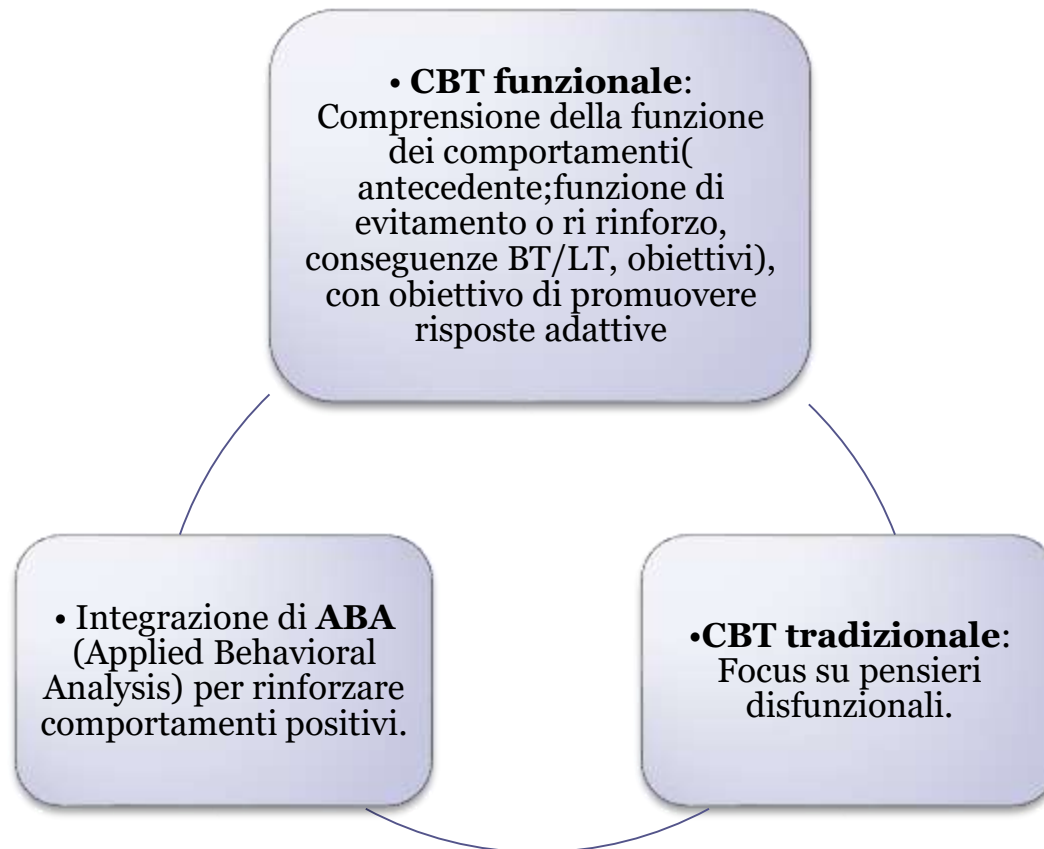 • CBT funzionale:
Comprensione della funzione
dei comportamenti(
antecedente;funzione di
evitamento o ri rinforzo,
conseguenze BT/LT, obiettivi),
con obiettivo di promuovere
risposte adattive
• Integrazione di ABA
(Applied Behavioral
Analysis) per rinforzare
comportamenti positivi.
•CBT tradizionale:
Focus su pensieri
disfunzionali.